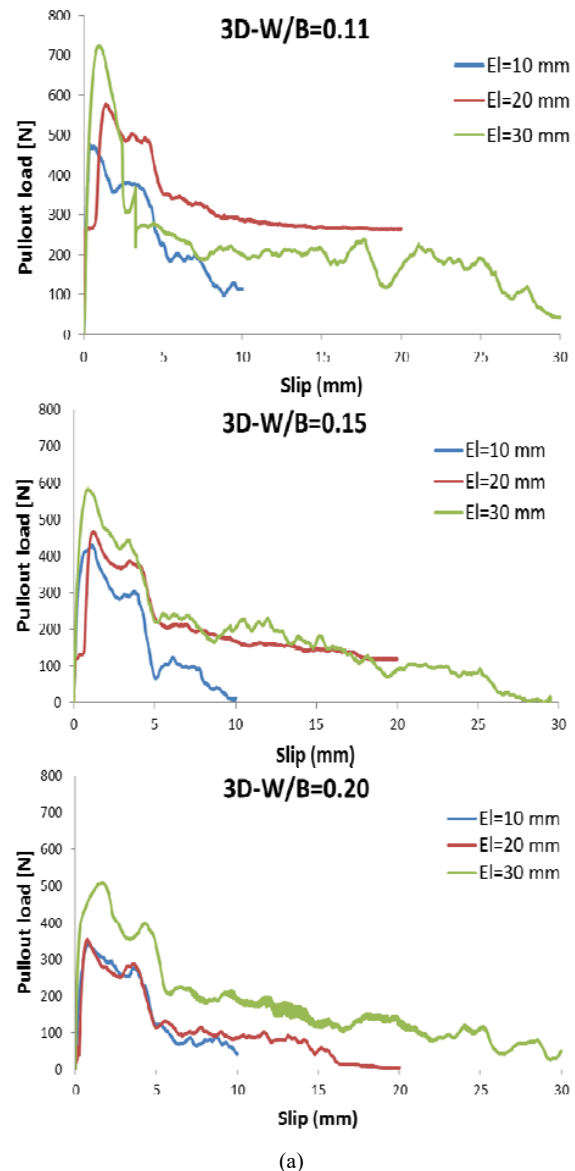 3D-W/B=0.11
800
700
600
500
400
300
200
100
0
Pullout load [N]
El=10 mm
El=20 mm
El=30 mm
0 5 10 15 20 25 30
Slip (mm)
3D-W/B=0.15
800
700
600
500
400
300
200
100
0
Pullout load [N]
El=10 mm
El=20 mm
El=30 mm
0 5 10 15 20 25 30
Slip (mm)
3D-W/B=0.20
800
700
600
500
400
300
200
100
0
Pullout load [N]
El=10 mm
El=20 mm
El=30 mm
0 5 10 15 20 25 30
Slip (mm)
(a)